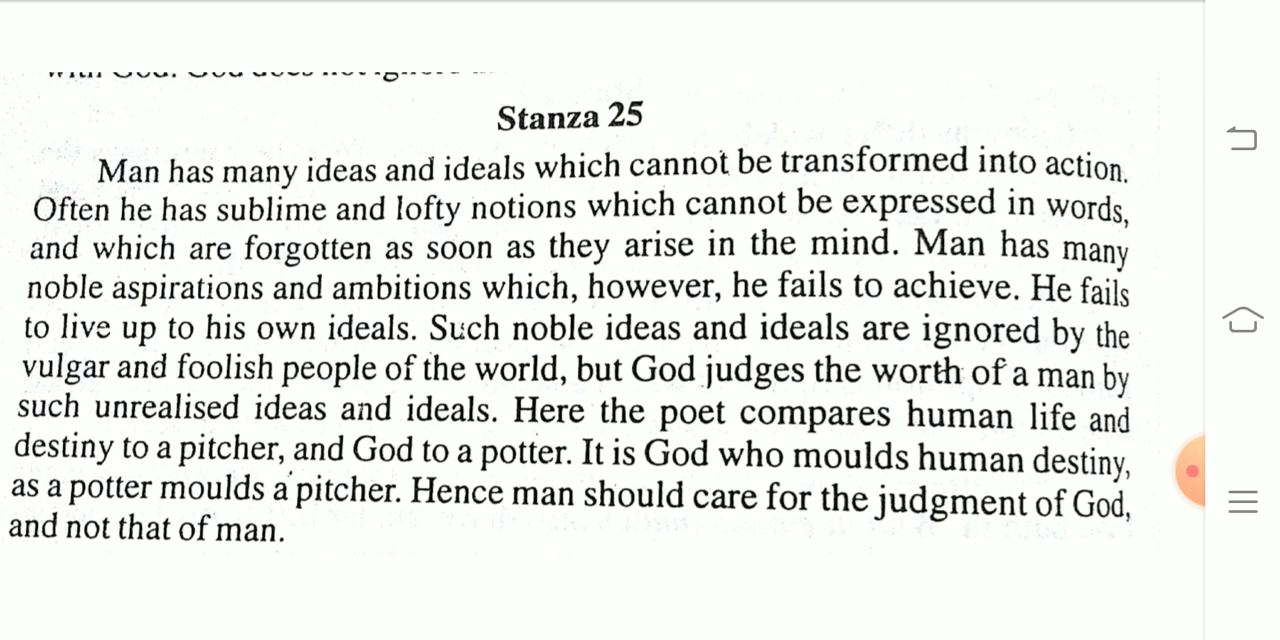 Stanza 25
Man has many ideas and ideals which cannot be transformed into action.
Often he has sublime and lofty notions which cannot be expressed in words,
and which are forgotten as soon as they arise in the mind. Man has many
noble aspirations and ambitions which, however, he fails to achieve. He fails
to live up to his own ideals. Such noble ideas and ideals are ignored by the
vulgar and foolish people of the world, but God judges the worth of a man by
such unrealised ideas and ideals. Here the poet compares human life and
destiny to a pitcher, and God to a potter. It is God who moulds human destiny,
as a potter moulds a pitcher. Hence man should care for the judgment of God,
and not that of man.